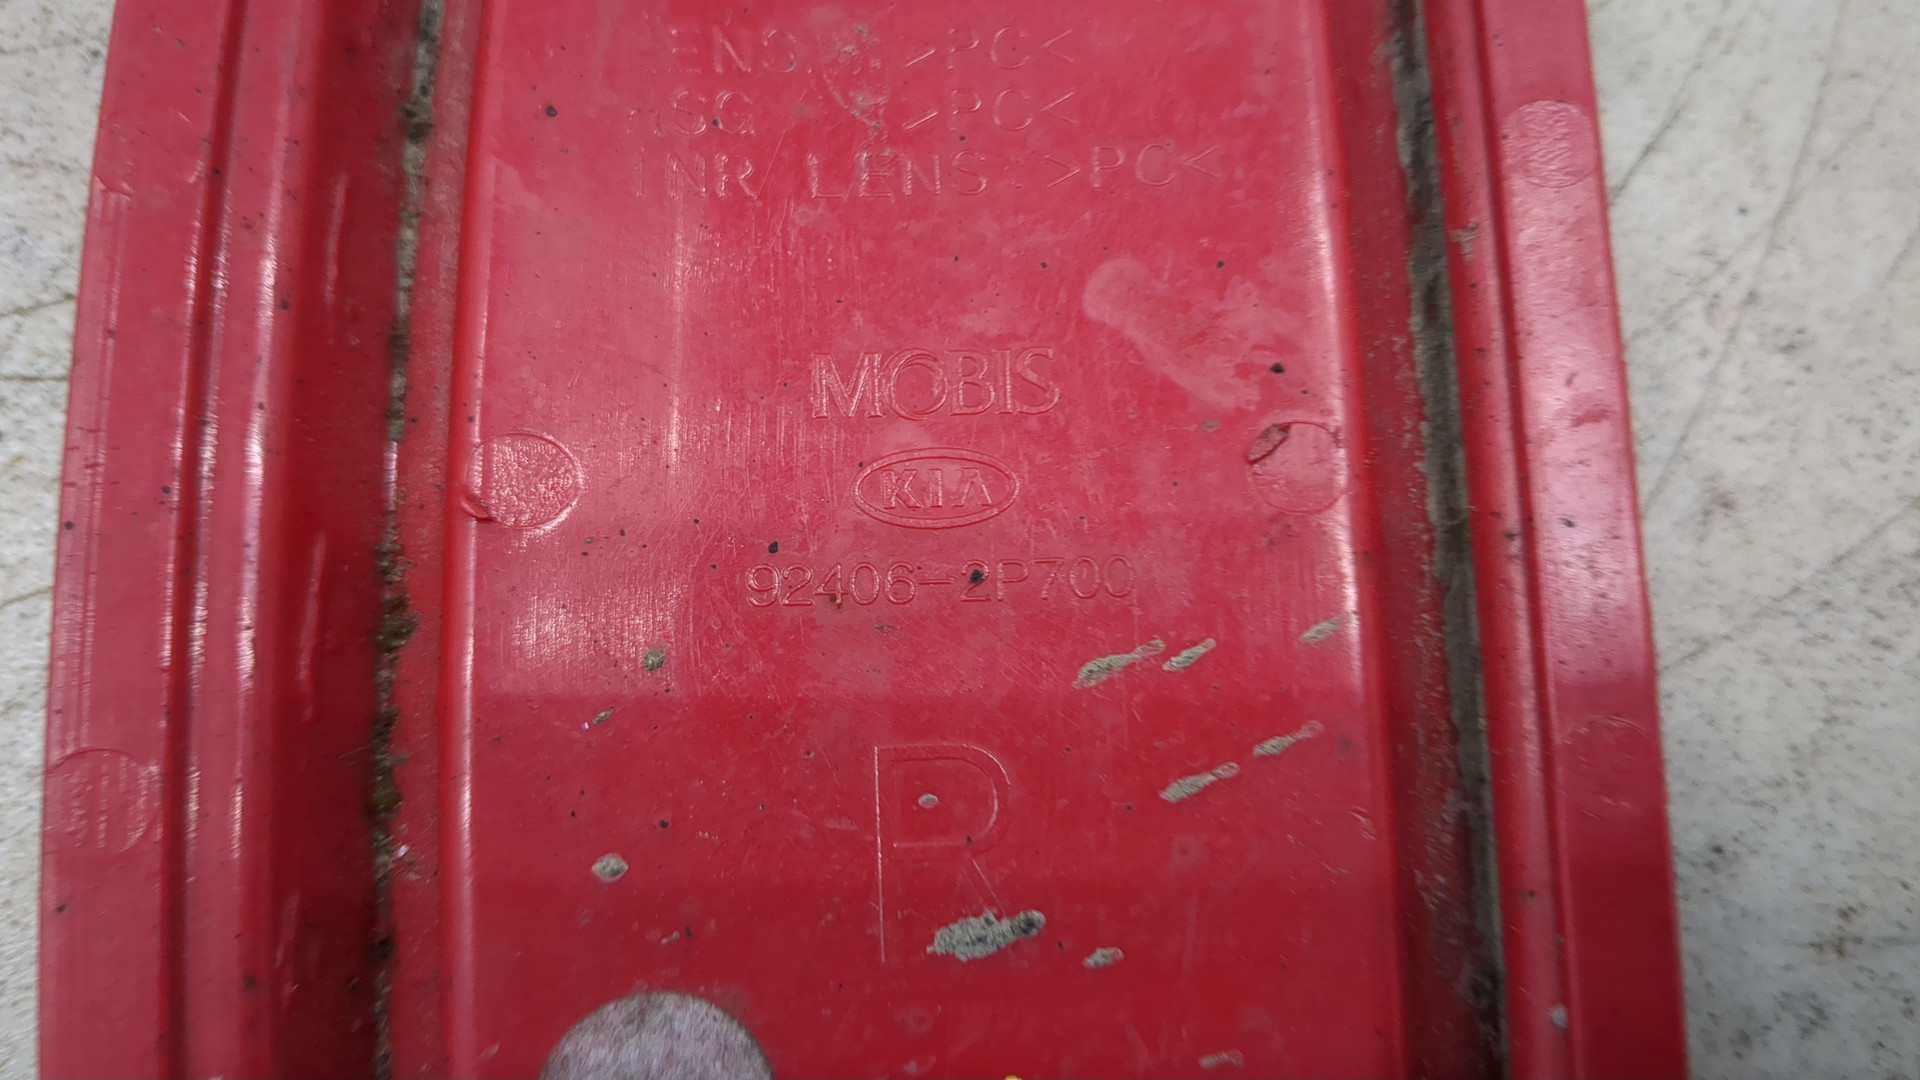 LENS : >PC<
HSG : >PC<
INR LENS : >PC<
MOBIS
KIA
92406-2P700
R